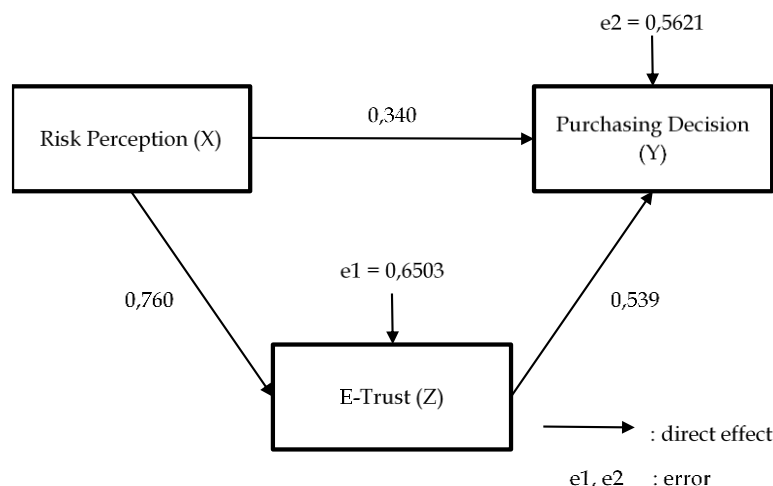 e2 = 0,5621
Risk Perception (X)
0,340
Purchasing Decision
(Y)
e1 = 0,6503
0,760
0,539
E-Trust (Z)
: direct effect
e1, e2 : error